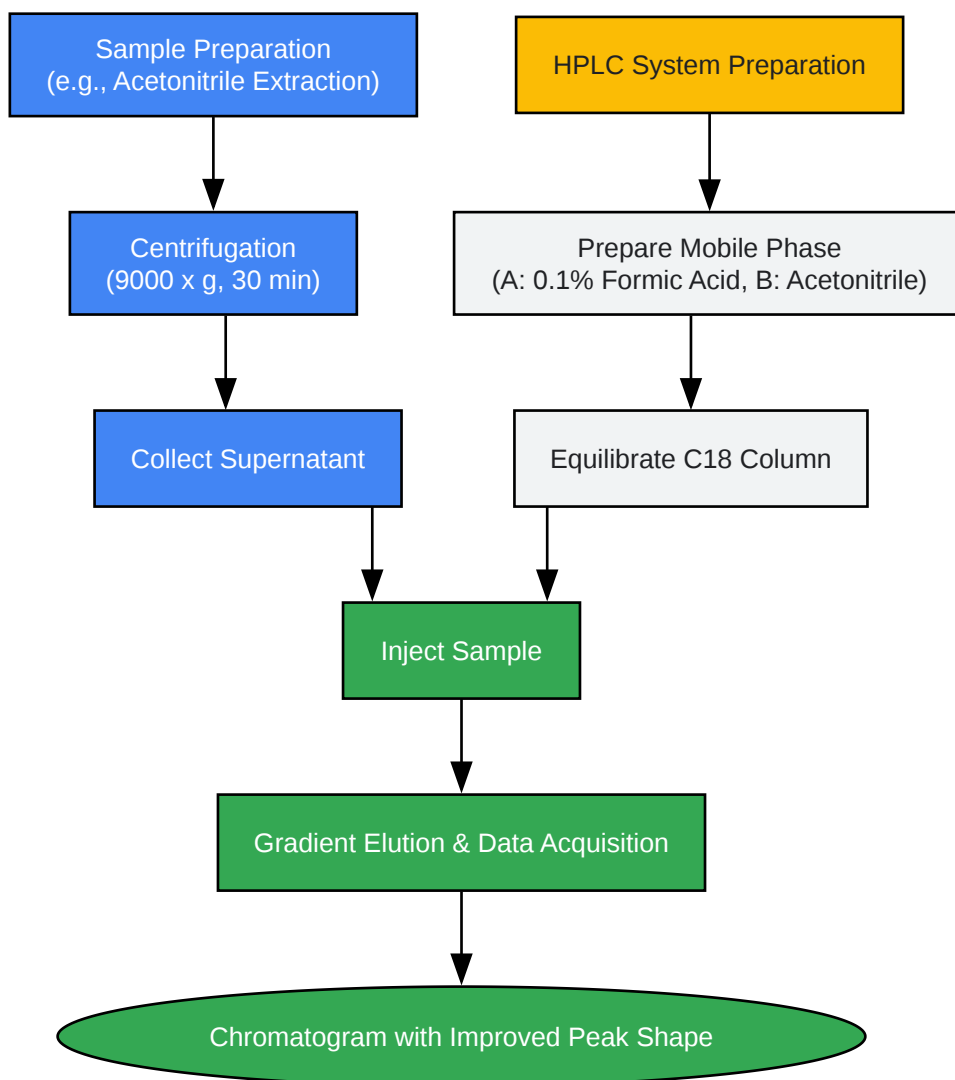 Sample Preparation
(e.g., Acetonitrile Extraction)
HPLC System Preparation
Centrifugation
(9000 x g, 30 min)
Prepare Mobile Phase
(A: 0.1% Formic Acid, B: Acetonitrile)
Collect Supernatant
Equilibrate C18 Column
Inject Sample
Gradient Elution & Data Acquisition
Chromatogram with Improved Peak Shape